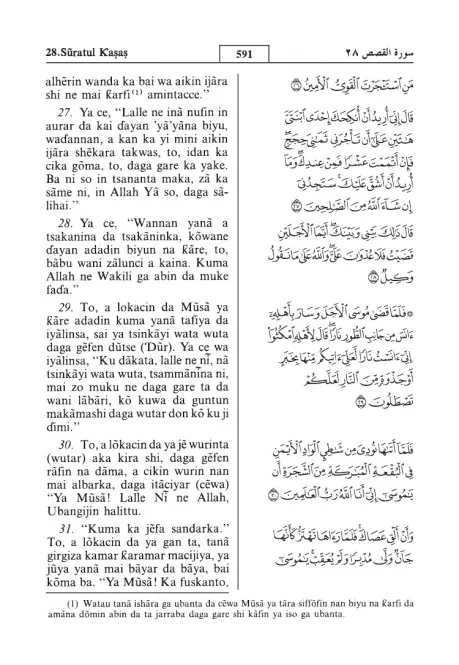 28.Sūratul Ƙaṣaṣ
591
سورة القصص ٢٨
alhērin wanda ka bai wa aikin ijāra
shi ne mai ƙarfi(1) amintacce.”
27. Ya ce, “Lalle ne inā nufin in
aurar da kai ɗayan 'yā'yāna biyu,
waɗannan, a kan ka yi mini aikin
ijāra shēkara takwas, to, idan ka
cika gōma, to, daga gare ka yake.
Ba ni so in tsananta maka, zā ka
sāme ni, in Allah Yā so, daga sā-
lihai.”
28. Ya ce, “Wannan yanā a
tsakanina da tsakāninka, kōwane
ɗayan adadin biyun na ƙāre, to,
bābu wani zālunci a kaina. Kuma
Allah ne Wakili ga abin da muke
faɗa.”
29. To, a lokacin da Mūsā ya
ƙāre adadin kuma yanā tafiya da
iyālinsa, sai ya tsinkāyi wata wuta
daga gēfen dūtse (‘Ɗūr). Ya ce wa
iyālinsa, “Ku dākata, lalle ne nī, nā
tsinkāyi wata wuta, tsammānīna ni,
mai zo muku ne daga gare ta da
wani lābāri, kō kuwa da guntun
makāmashi daga wutar don kō ku ji
ɗimi.”
30. To, a lōkacin da ya jē wurinta
(wutar) aka kira shi, daga gēfen
rāfin na dāma, a cikin wurin nan
mai albarka, daga itāciyar (cēwa)
“Ya Mūsā! Lalle Nī ne Allah,
Ubangijin halittu.
31. “Kuma ka jēfa sandarka.”
To, a lōkacin da ya gan ta, tanā
girgiza kamar ƙaramar macijiya, ya
jūya yanā mai bāyar da bāya, bai
kōma ba. “Ya Mūsā! Ka fuskanto,
مَنِ ٱسْتَـْٔجَرْتَ ٱلْقَوِىُّ ٱلْأَمِينُ ٢٦
قَالَ إِنِّىٓ أُرِيدُ أَنْ أُنكِحَكَ إِحْدَى ٱبْنَتَىَّ
هَـٰتَيْنِ عَلَىٰٓ أَن تَأْجُرَنِى ثَمَـٰنِىَ حِجَجٍ
فَإِنْ أَتْمَمْتَ عَشْرًا فَمِنْ عِندِكَ وَمَآ
أُرِيدُ أَنْ أَشُقَّ عَلَيْكَ سَتَجِدُنِىٓ
إِن شَآءَ ٱللَّهُ مِنَ ٱلصَّـٰلِحِينَ ٢٧
قَالَ ذَٰلِكَ بَيْنِى وَبَيْنَكَ أَيَّمَا ٱلْأَجَلَيْنِ
قَضَيْتُ فَلَا عُدْوَٰنَ عَلَىَّ وَٱللَّهُ عَلَىٰ مَا نَقُولُ
وَكِيلٌ ٢٨
۞ فَلَمَّا قَضَىٰ مُوسَى ٱلْأَجَلَ وَسَارَ بِأَهْلِهِۦٓ
ءَانَسَ مِن جَانِبِ ٱلطُّورِ نَارًا قَالَ لِأَهْلِهِ ٱمْكُثُوٓا۟
إِنِّىٓ ءَانَسْتُ نَارًا لَّعَلِّىٓ ءَاتِيكُم مِّنْهَا بِخَبَرٍ
أَوْ جَذْوَةٍ مِّنَ ٱلنَّارِ لَعَلَّكُمْ
تَصْطَلُونَ ٢٩
فَلَمَّآ أَتَىٰهَا نُودِىَ مِن شَـٰطِئِ ٱلْوَادِ ٱلْأَيْمَنِ
فِى ٱلْبُقْعَةِ ٱلْمُبَـٰرَكَةِ مِنَ ٱلشَّجَرَةِ أَن
يَـٰمُوسَىٰٓ إِنِّىٓ أَنَا ٱللَّهُ رَبُّ ٱلْعَـٰلَمِينَ ٣٠
وَأَنْ أَلْقِ عَصَاكَ فَلَمَّا رَءَاهَا تَهْتَزُّ كَأَنَّهَا
جَآنٌّ وَلَّىٰ مُدْبِرًا وَلَمْ يُعَقِّبْ يَـٰمُوسَىٰٓ
(1) Watau tanā ishāra ga ubanta da cēwa Mūsā ya tāra siffōfin nan biyu na ƙarfi da
amāna dōmin abin da ta jarraba daga gare shi kāfin ya iso ga ubanta.